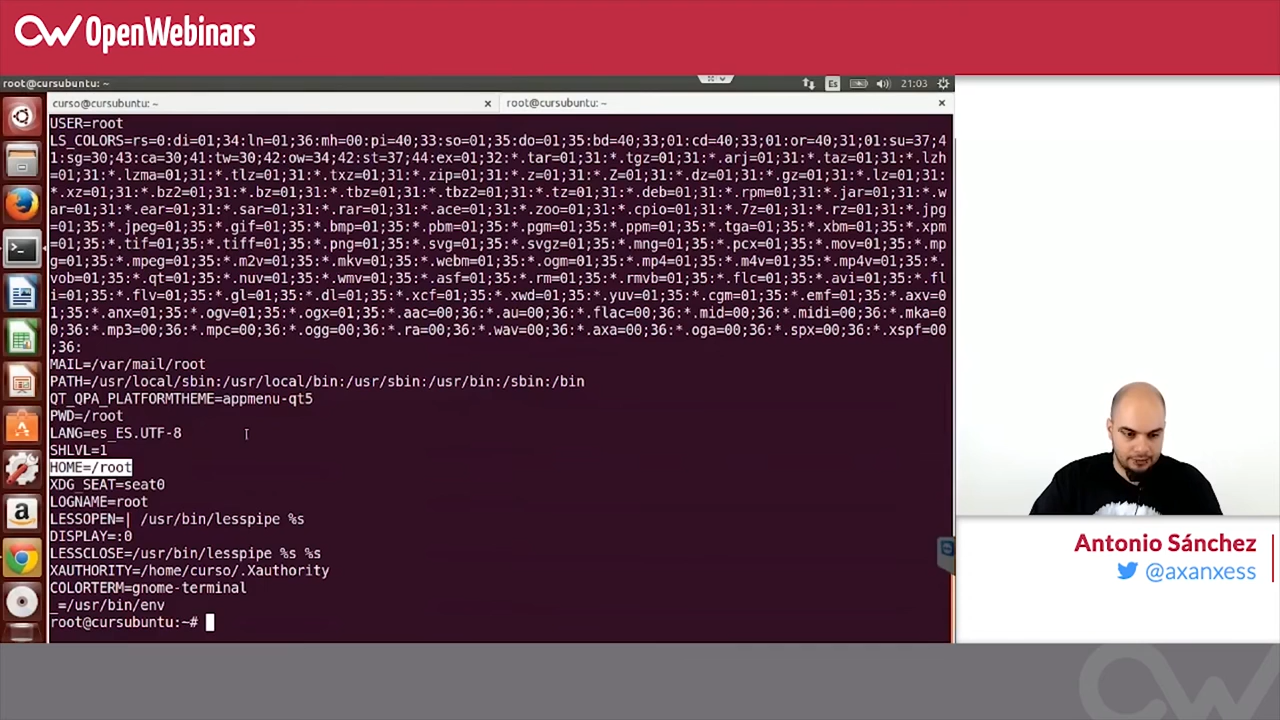 OpenWebinars
root@cursubuntu: ~
Es
21:03
curso@cursubuntu: ~
root@cursubuntu: ~
USER=root
LS_COLORS=rs=0:di=01;34:ln=01;36:mh=00:pi=40;33:so=01;35:do=01;35:bd=40;33;01:cd=40;33;01:or=40;31;01:su=37;4
1:sg=30;43:ca=30;41:tw=30;42:ow=34;42:st=37;44:ex=01;32:*.tar=01;31:*.tgz=01;31:*.arj=01;31:*.taz=01;31:*.lzh
=01;31:*.lzma=01;31:*.tlz=01;31:*.txz=01;31:*.zip=01;31:*.z=01;31:*.Z=01;31:*.dz=01;31:*.gz=01;31:*.lz=01;31:
*.xz=01;31:*.bz2=01;31:*.bz=01;31:*.tbz=01;31:*.tbz2=01;31:*.tz=01;31:*.deb=01;31:*.rpm=01;31:*.jar=01;31:*.w
ar=01;31:*.ear=01;31:*.sar=01;31:*.rar=01;31:*.ace=01;31:*.zoo=01;31:*.cpio=01;31:*.7z=01;31:*.rz=01;31:*.jpg
=01;35:*.jpeg=01;35:*.gif=01;35:*.bmp=01;35:*.pbm=01;35:*.pgm=01;35:*.ppm=01;35:*.tga=01;35:*.xbm=01;35:*.xpm
=01;35:*.tif=01;35:*.tiff=01;35:*.png=01;35:*.svg=01;35:*.svgz=01;35:*.mng=01;35:*.pcx=01;35:*.mov=01;35:*.mp
g=01;35:*.mpeg=01;35:*.m2v=01;35:*.mkv=01;35:*.webm=01;35:*.ogm=01;35:*.mp4=01;35:*.m4v=01;35:*.mp4v=01;35:*.
vob=01;35:*.qt=01;35:*.nuv=01;35:*.wmv=01;35:*.asf=01;35:*.rm=01;35:*.rmvb=01;35:*.flc=01;35:*.avi=01;35:*.fl
i=01;35:*.flv=01;35:*.gl=01;35:*.dl=01;35:*.xcf=01;35:*.xwd=01;35:*.yuv=01;35:*.cgm=01;35:*.emf=01;35:*.axv=0
1;35:*.anx=01;35:*.ogv=01;35:*.ogx=01;35:*.aac=00;36:*.au=00;36:*.flac=00;36:*.mid=00;36:*.midi=00;36:*.mka=0
0;36:*.mp3=00;36:*.mpc=00;36:*.ogg=00;36:*.ra=00;36:*.wav=00;36:*.axa=00;36:*.oga=00;36:*.spx=00;36:*.xspf=00
;36:
MAIL=/var/mail/root
PATH=/usr/local/sbin:/usr/local/bin:/usr/sbin:/usr/bin:/sbin:/bin
QT_QPA_PLATFORMTHEME=appmenu-qt5
PWD=/root
LANG=es_ES.UTF-8
SHLVL=1
HOME=/root
XDG_SEAT=seat0
LOGNAME=root
LESSOPEN=| /usr/bin/lesspipe %s
DISPLAY=:0
LESSCLOSE=/usr/bin/lesspipe %s %s
XAUTHORITY=/home/curso/.Xauthority
COLORTERM=gnome-terminal
_=/usr/bin/env
root@cursubuntu:~#
Antonio Sánchez
@axanxess